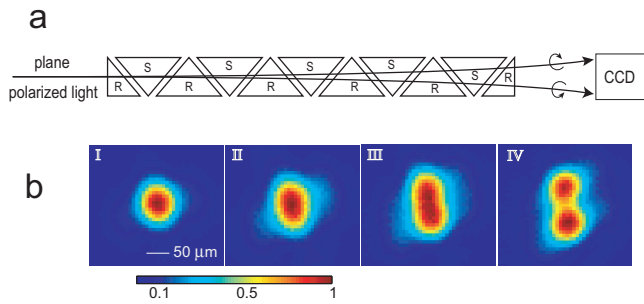 a
plane
polarized light
S S S S S
R R R R R R
CCD
b
I II III IV
50 μm
0.1 0.5 1